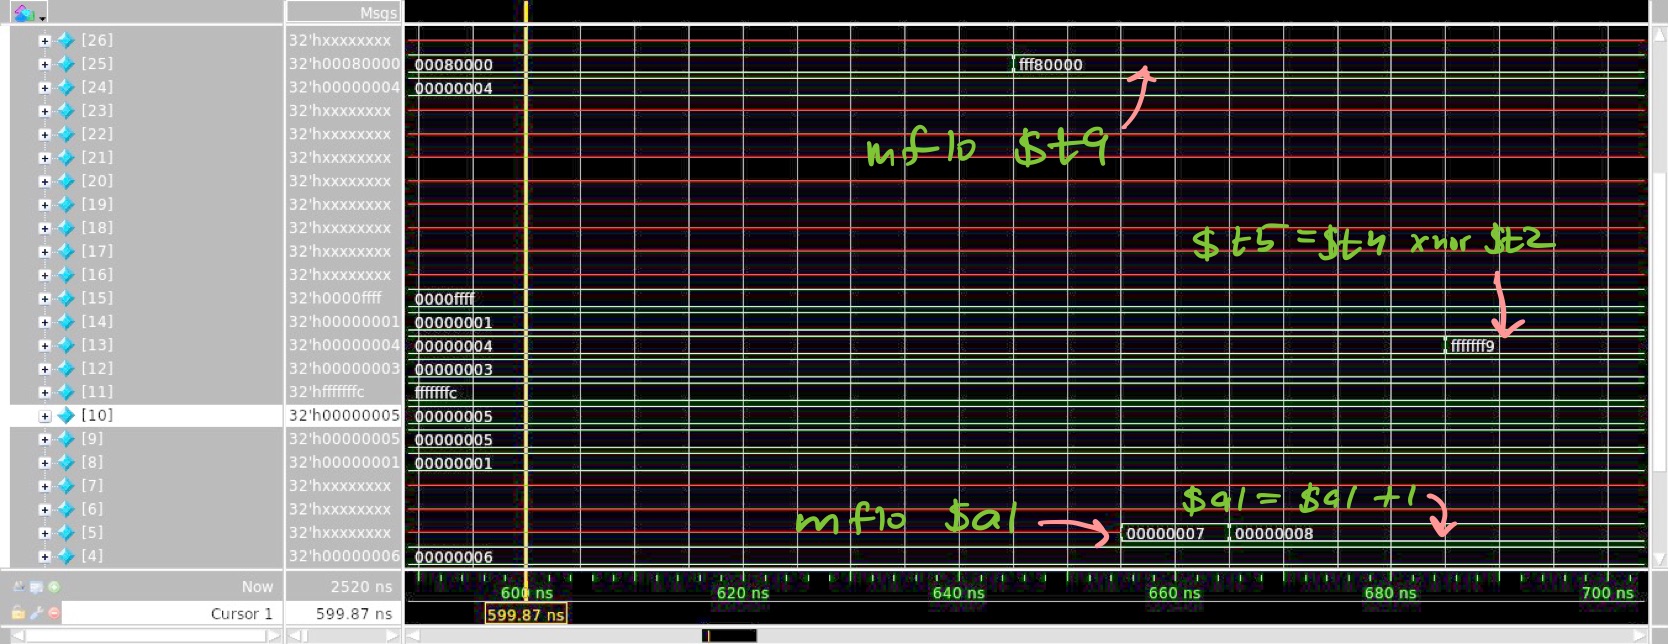 Msgs
[26] 32'hxxxxxxxx
[25] 32'h00080000 00080000 fff80000
[24] 32'h00000004 00000004
[23] 32'hxxxxxxxx
[22] 32'hxxxxxxxx
mflo $t9
[21] 32'hxxxxxxxx
[20] 32'hxxxxxxxx
[19] 32'hxxxxxxxx
[18] 32'hxxxxxxxx
$t5 = $t4 xnor $t2
[17] 32'hxxxxxxxx
[16] 32'hxxxxxxxx
[15] 32'h0000ffff 0000ffff
[14] 32'h00000001 00000001
[13] 32'h00000004 00000004 fffffff9
[12] 32'h00000003 00000003
[11] 32'hfffffffc fffffffc
[10] 32'h00000005 00000005
[9] 32'h00000005 00000005
[8] 32'h00000001 00000001
[7] 32'hxxxxxxxx
$a1 = $a1 +1
[6] 32'hxxxxxxxx
mflo $a1
[5] 32'hxxxxxxxx 00000007 00000008
[4] 32'h00000006 00000006
Now 2520 ns 600 ns 620 ns 640 ns 660 ns 680 ns 700 ns
Cursor 1 599.87 ns 599.87 ns